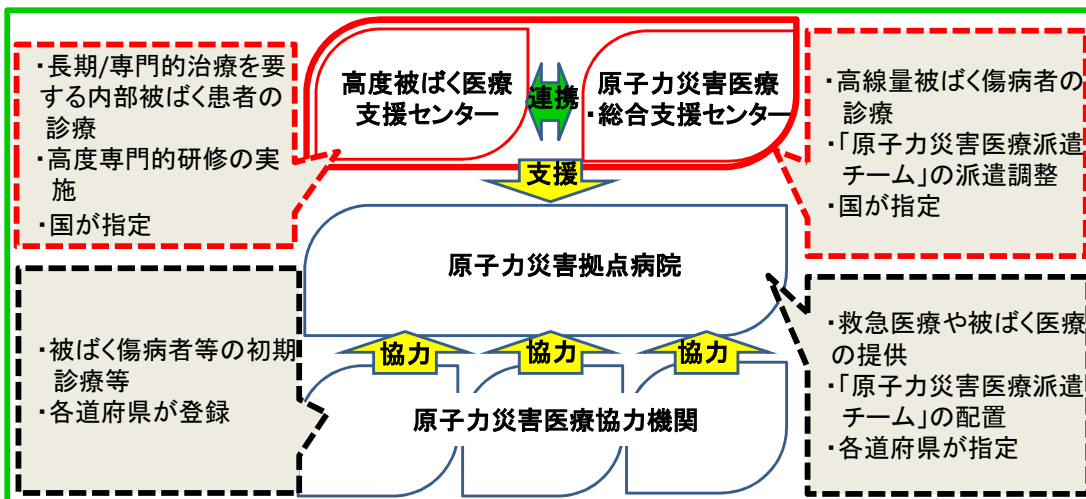 ・長期/専門的治療を要
する内部被ばく患者の
診療
・高度専門的研修の実
施
・国が指定
高度被ばく医療
支援センター
連携
原子力災害医療
・総合支援センター
・高線量被ばく傷病者の
診療
・「原子力災害医療派遣
チーム」の派遣調整
・国が指定
支援
原子力災害拠点病院
・被ばく傷病者等の初期
診療等
・各道府県が登録
協力
協力
協力
原子力災害医療協力機関
・救急医療や被ばく医療
の提供
・「原子力災害医療派遣
チーム」の配置
・各道府県が指定